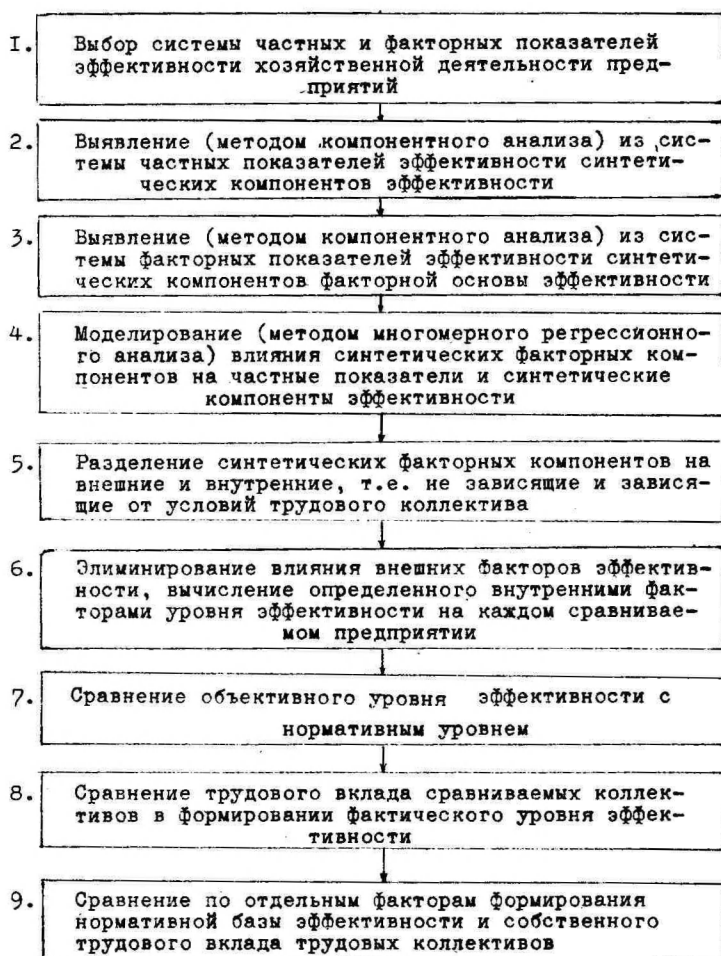 1. Выбор системы частных и факторных показателей
эффективности хозяйственной деятельности пред-
приятий
2. Выявление (методом компонентного анализа) из сис-
темы частных показателей эффективности синтети-
ческих компонентов эффективности
3. Выявление (методом компонентного анализа) из сис-
темы факторных показателей эффективности синтети-
ческих компонентов факторной основы эффективности
4. Моделирование (методом многомерного регрессионно-
го анализа) влияния синтетических факторных ком-
понентов на частные показатели и синтетические
компоненты эффективности
5. Разделение синтетических факторных компонентов на
внешние и внутренние, т.е. не зависящие и завися-
щие от условий трудового коллектива
6. Элиминирование влияния внешних факторов эффектив-
ности, вычисление определенного внутренними фак-
торами уровня эффективности на каждом сравнивае-
мом предприятии
7. Сравнение объективного уровня эффективности с
нормативным уровнем
8. Сравнение трудового вклада сравниваемых коллек-
тивов в формировании фактического уровня эффек-
тивности
9. Сравнение по отдельным факторам формирования
нормативной базы эффективности и собственного
трудового вклада трудовых коллективов